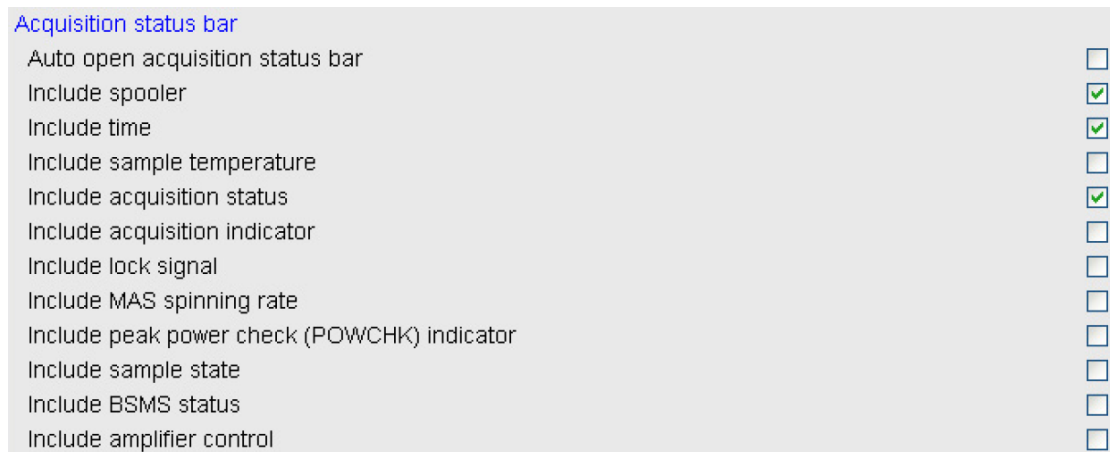 Acquisition status bar
Auto open acquisition status bar
Include spooler
Include time
Include sample temperature
Include acquisition status
Include acquisition indicator
Include lock signal
Include MAS spinning rate
Include peak power check (POWCHK) indicator
Include sample state
Include BSMS status
Include amplifier control